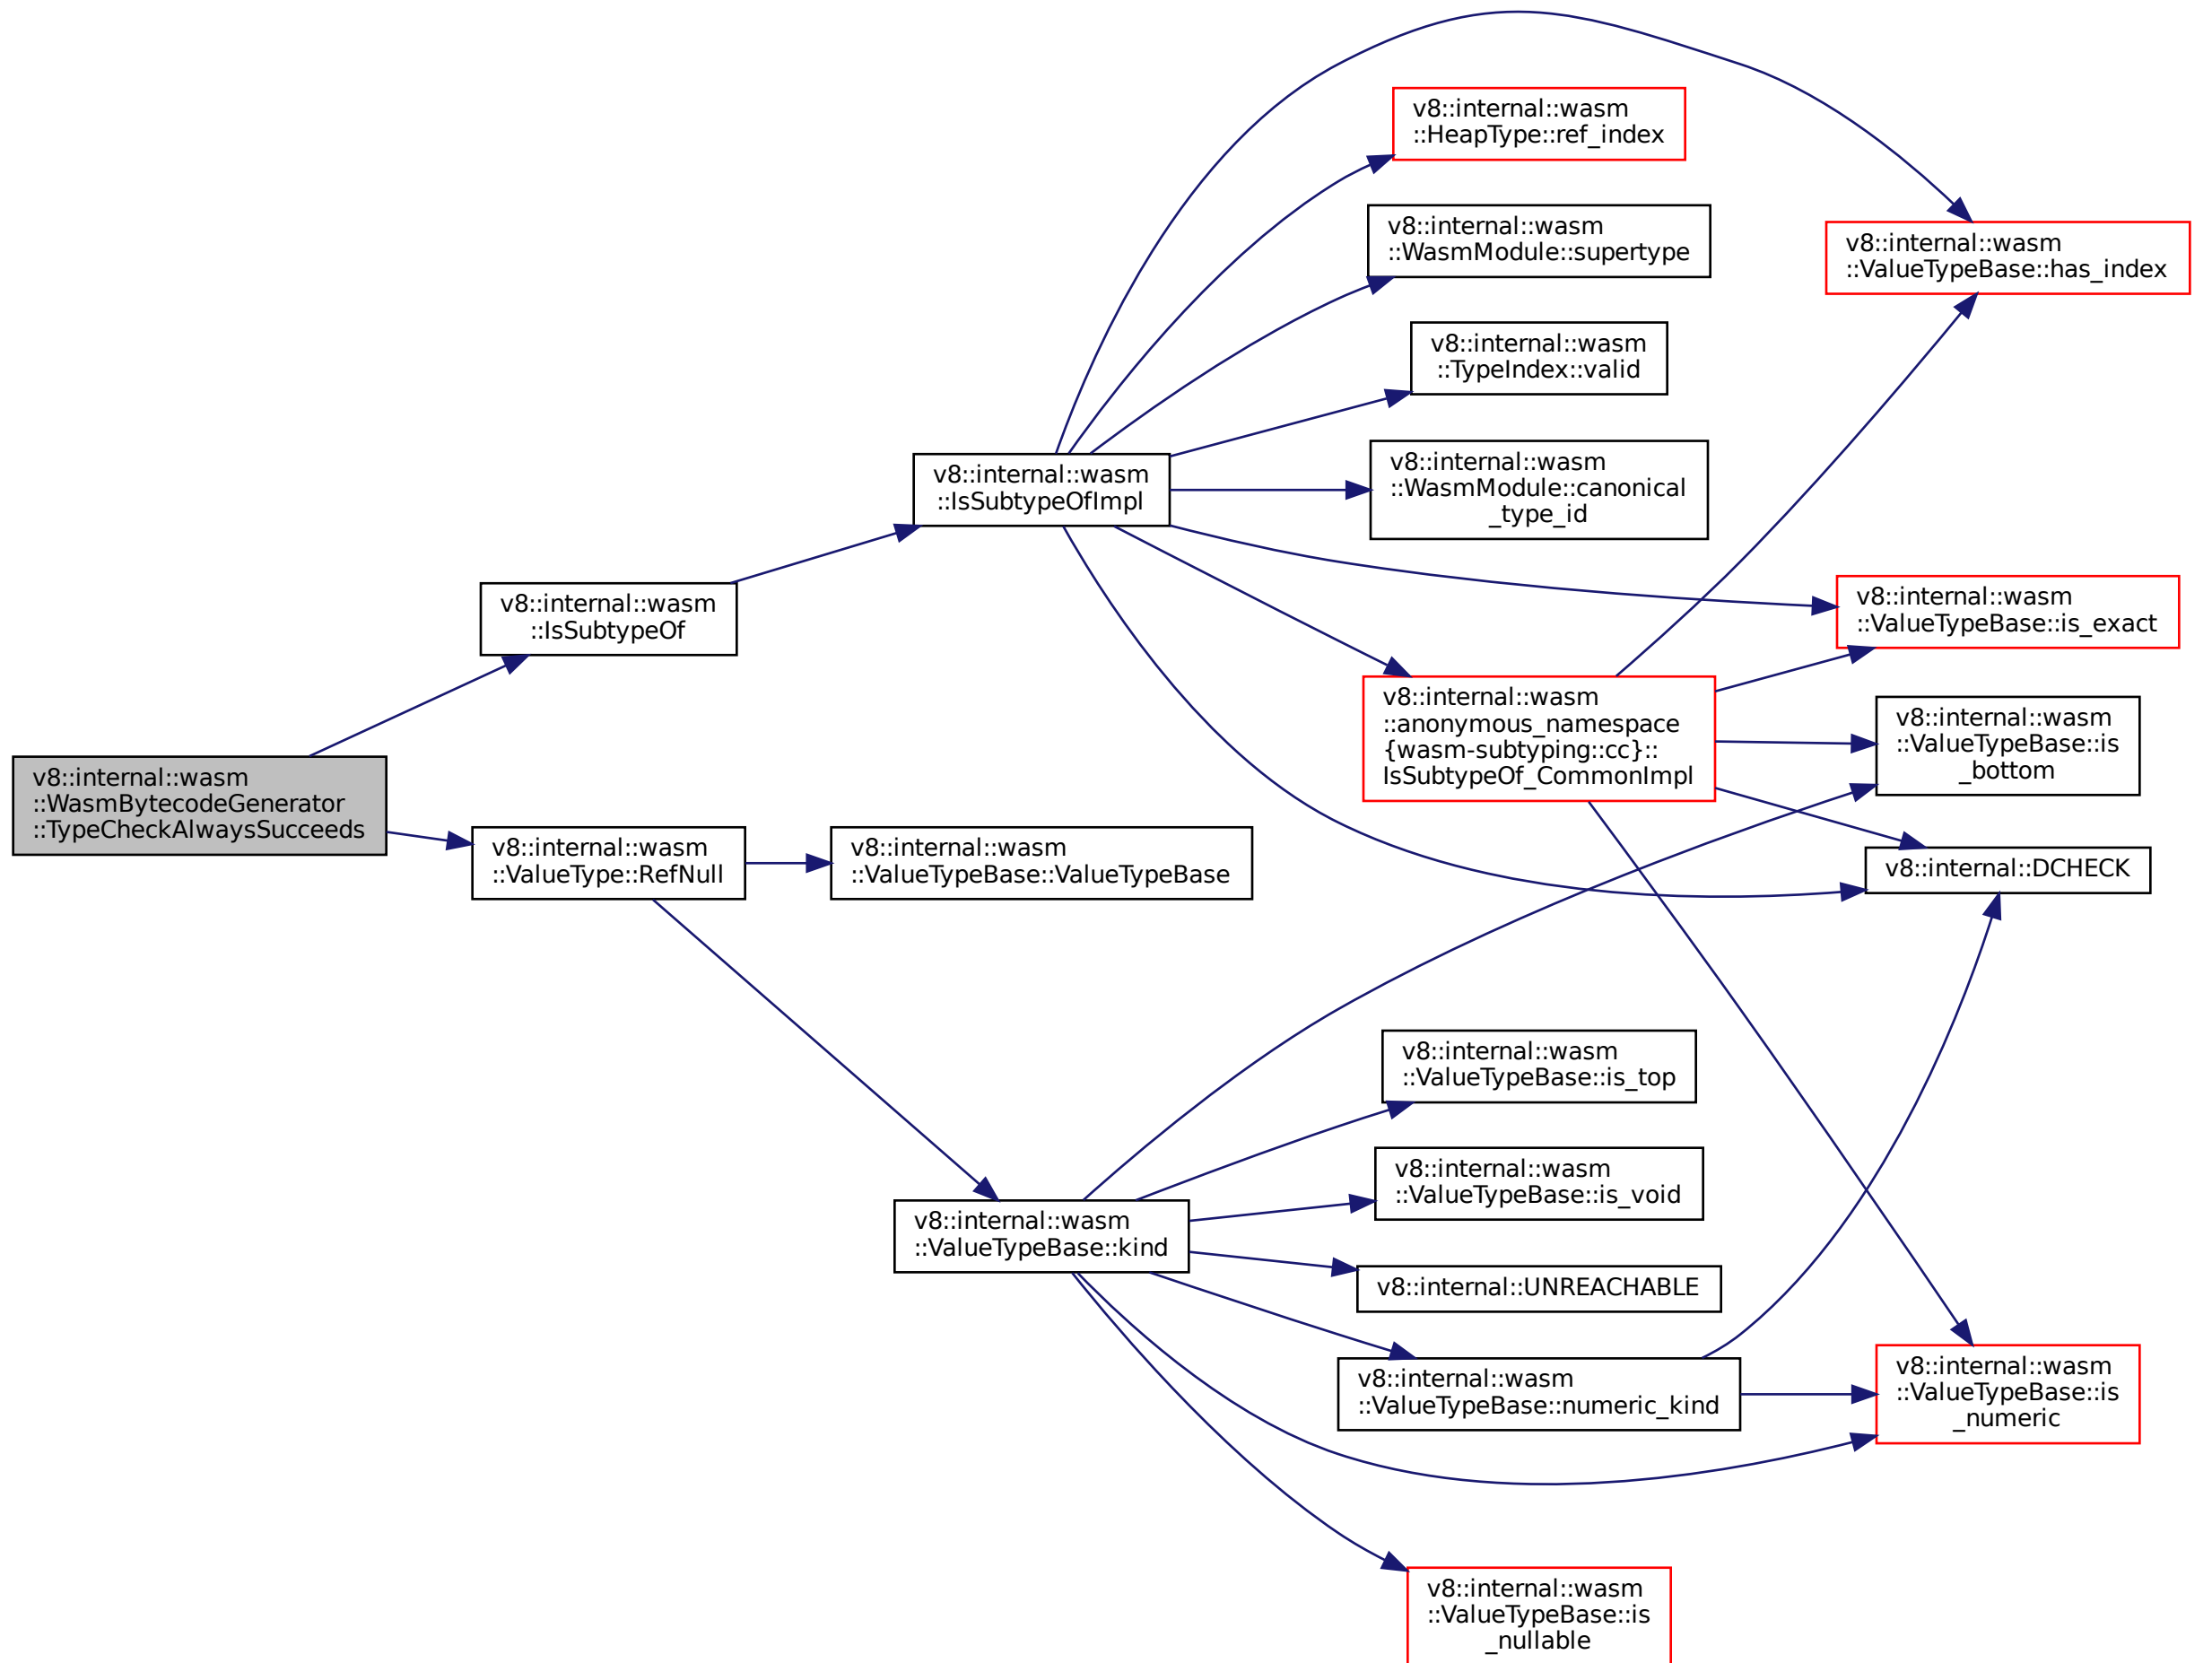 v8::internal::wasm
::HeapType::ref_index
v8::internal::wasm
::WasmModule::supertype
v8::internal::wasm
::ValueTypeBase::has_index
v8::internal::wasm
::TypeIndex::valid
v8::internal::wasm
::IsSubtypeOfImpl
v8::internal::wasm
::WasmModule::canonical
_type_id
v8::internal::wasm
::IsSubtypeOf
v8::internal::wasm
::ValueTypeBase::is_exact
v8::internal::wasm
::anonymous_namespace
{wasm-subtyping::cc}::
IsSubtypeOf_CommonImpl
v8::internal::wasm
::ValueTypeBase::is
_bottom
v8::internal::wasm
::WasmBytecodeGenerator
::TypeCheckAlwaysSucceeds
v8::internal::wasm
::ValueType::RefNull
v8::internal::wasm
::ValueTypeBase::ValueTypeBase
v8::internal::DCHECK
v8::internal::wasm
::ValueTypeBase::is_top
v8::internal::wasm
::ValueTypeBase::is_void
v8::internal::wasm
::ValueTypeBase::kind
v8::internal::UNREACHABLE
v8::internal::wasm
::ValueTypeBase::numeric_kind
v8::internal::wasm
::ValueTypeBase::is
_numeric
v8::internal::wasm
::ValueTypeBase::is
_nullable